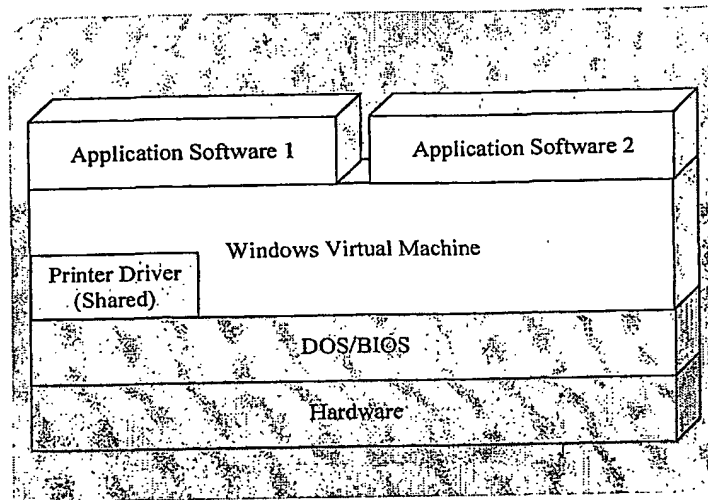 Application Software 1
Application Software 2
Windows Virtual Machine
Printer Driver
(Shared)
DOS/BIOS
Hardware